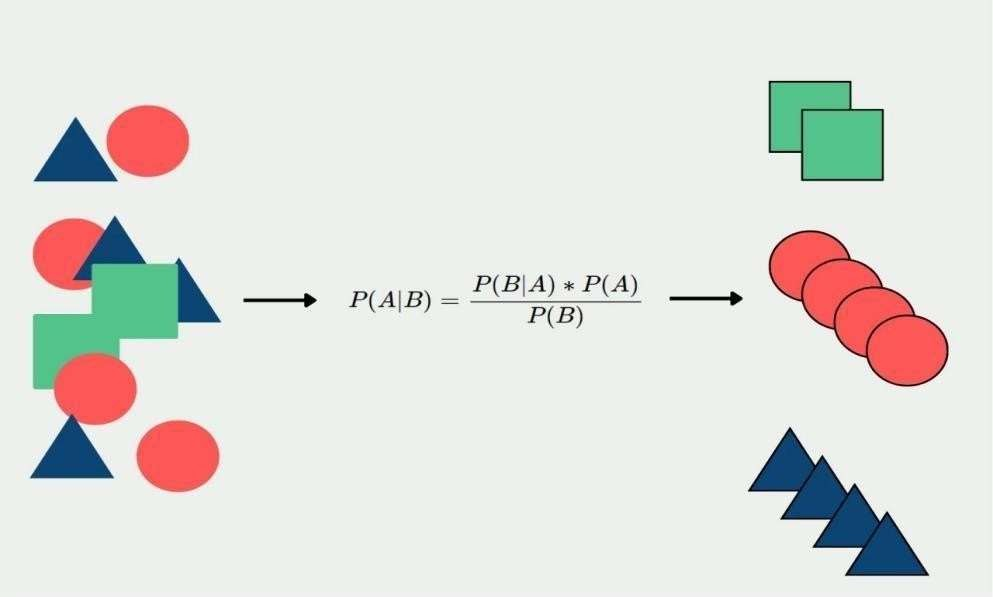 P(A|B) = P(B|A) * P(A) / P(B)